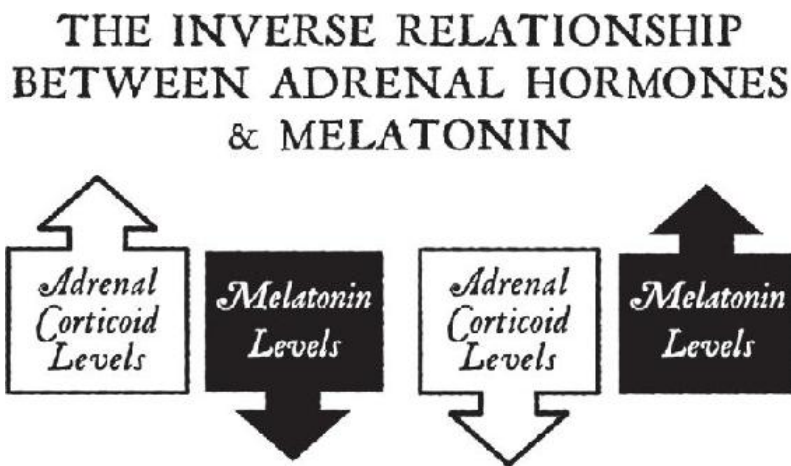 THE INVERSE RELATIONSHIP
BETWEEN ADRENAL HORMONES
& MELATONIN
Adrenal
Corticoid
Levels
Melatonin
Levels
Adrenal
Corticoid
Levels
Melatonin
Levels